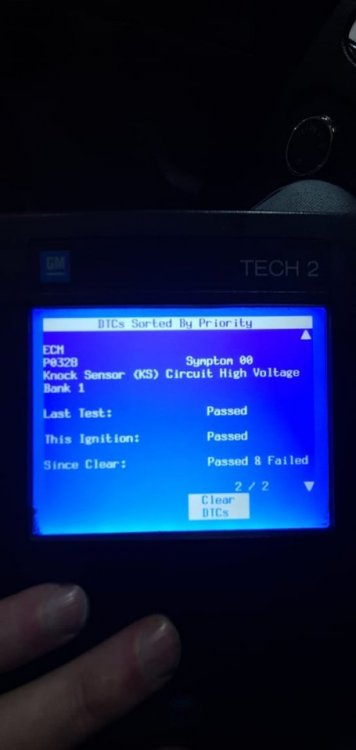 GM
TECH 2
DTCs Sorted By Priority
ECM
P0328 Symptom 00
Knock Sensor (KS) Circuit High Voltage
Bank 1
Last Test: Passed
This Ignition: Passed
Since Clear: Passed & Failed
2 / 2
Clear
DTCs